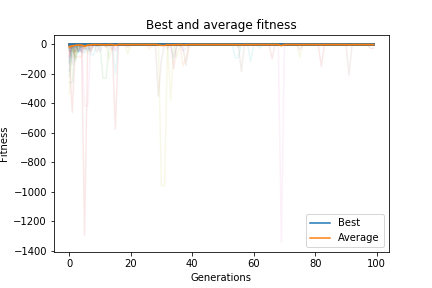 Best and average fitness
Fitness
0
−200
−400
−600
−800
−1000
−1200
−1400
0 20 40 60 80 100
Generations
Best
Average